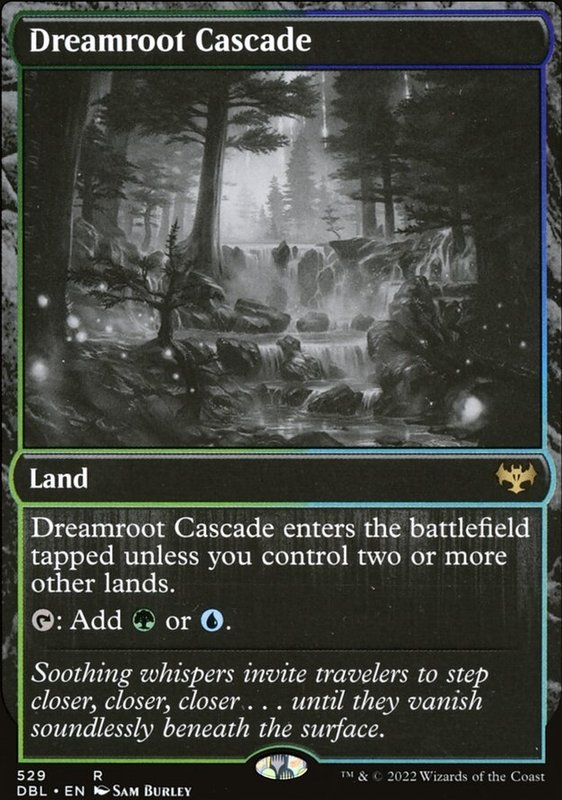 Dreamroot Cascade
Land
Dreamroot Cascade enters the battlefield
tapped unless you control two or more
other lands.
: Add or .
Soothing whispers invite travelers to step
closer, closer, closer . . . until they vanish
soundlessly beneath the surface.
529 R
DBL • EN SAM BURLEY
™ & © 2022 Wizards of the Coast